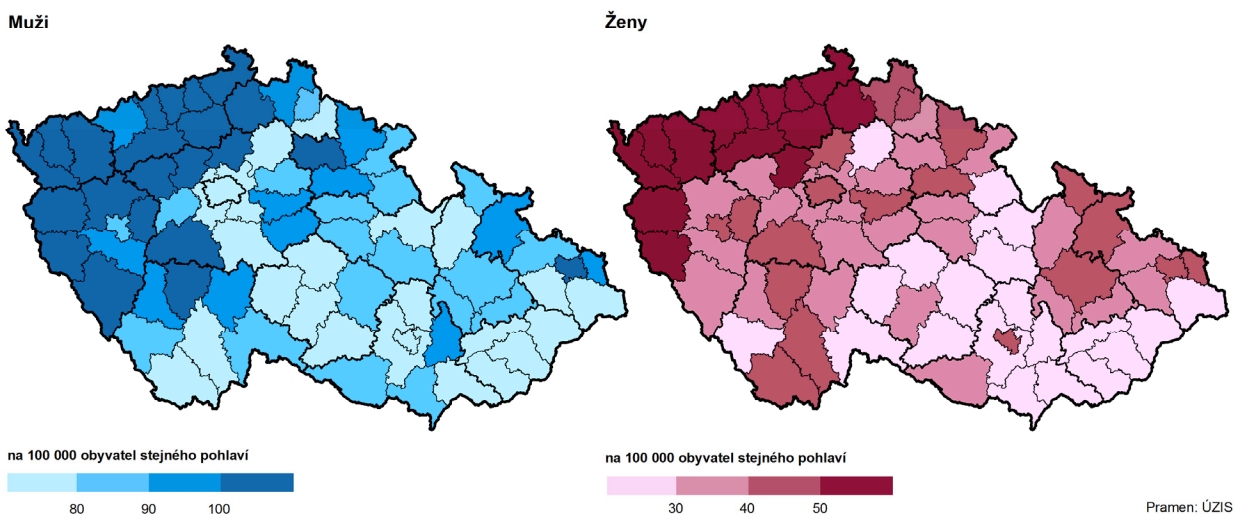 Muži
Ženy
na 100 000 obyvatel stejného pohlaví
80 90 100
na 100 000 obyvatel stejného pohlaví
30 40 50
Pramen: ÚZIS